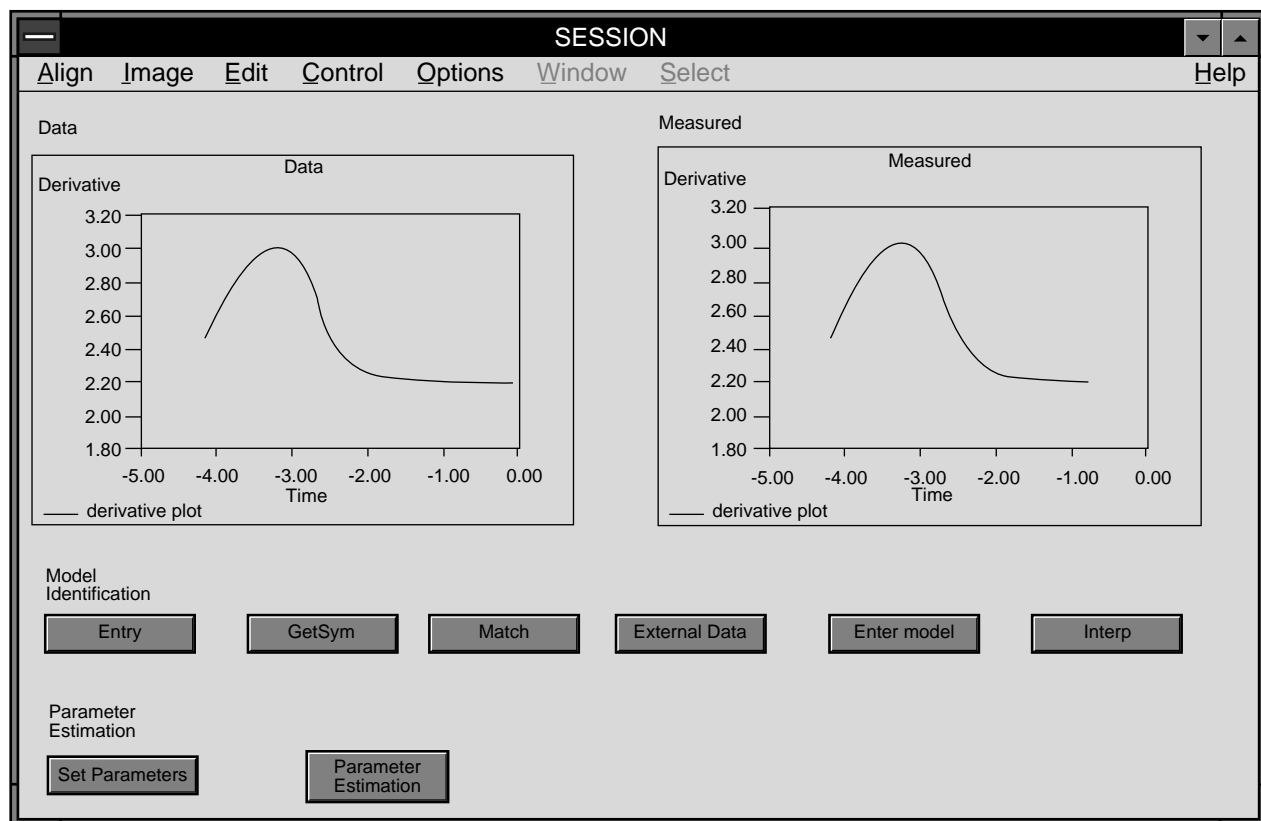 SESSION
Align Image Edit Control Options Window Select Help
Data
Data
Derivative
3.20
3.00
2.80
2.60
2.40
2.20
2.00
1.80
-5.00 -4.00 -3.00 -2.00 -1.00 0.00
Time
derivative plot
Measured
Measured
Derivative
3.20
3.00
2.80
2.60
2.40
2.20
2.00
1.80
-5.00 -4.00 -3.00 -2.00 -1.00 0.00
Time
derivative plot
Model
Identification
Entry GetSym Match External Data Enter model Interp
Parameter
Estimation
Set Parameters
Parameter
Estimation